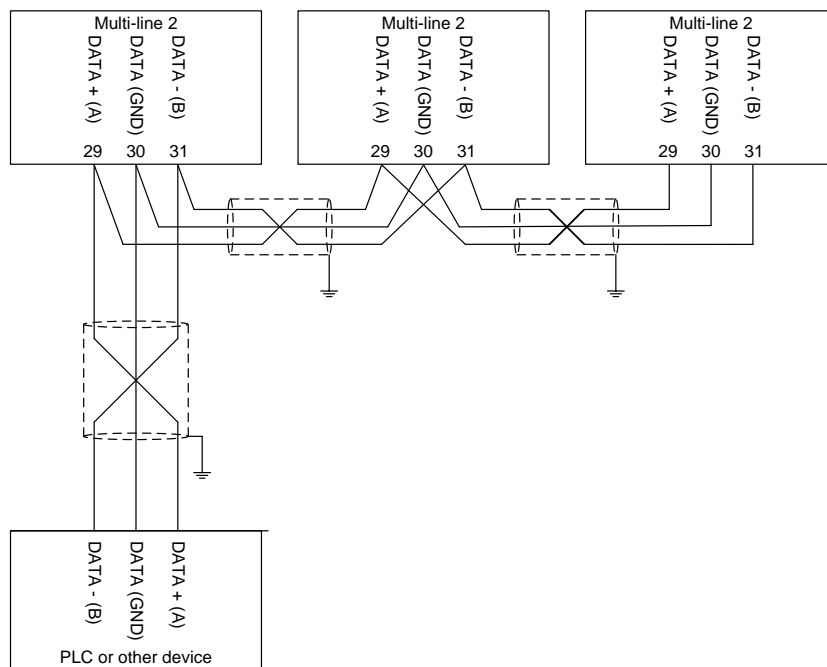 Multi-line 2
DATA + (A)
DATA (GND)
DATA - (B)
29 30 31
Multi-line 2
DATA + (A)
DATA (GND)
DATA - (B)
29 30 31
Multi-line 2
DATA + (A)
DATA (GND)
DATA - (B)
29 30 31
DATA - (B)
DATA (GND)
DATA + (A)
PLC or other device